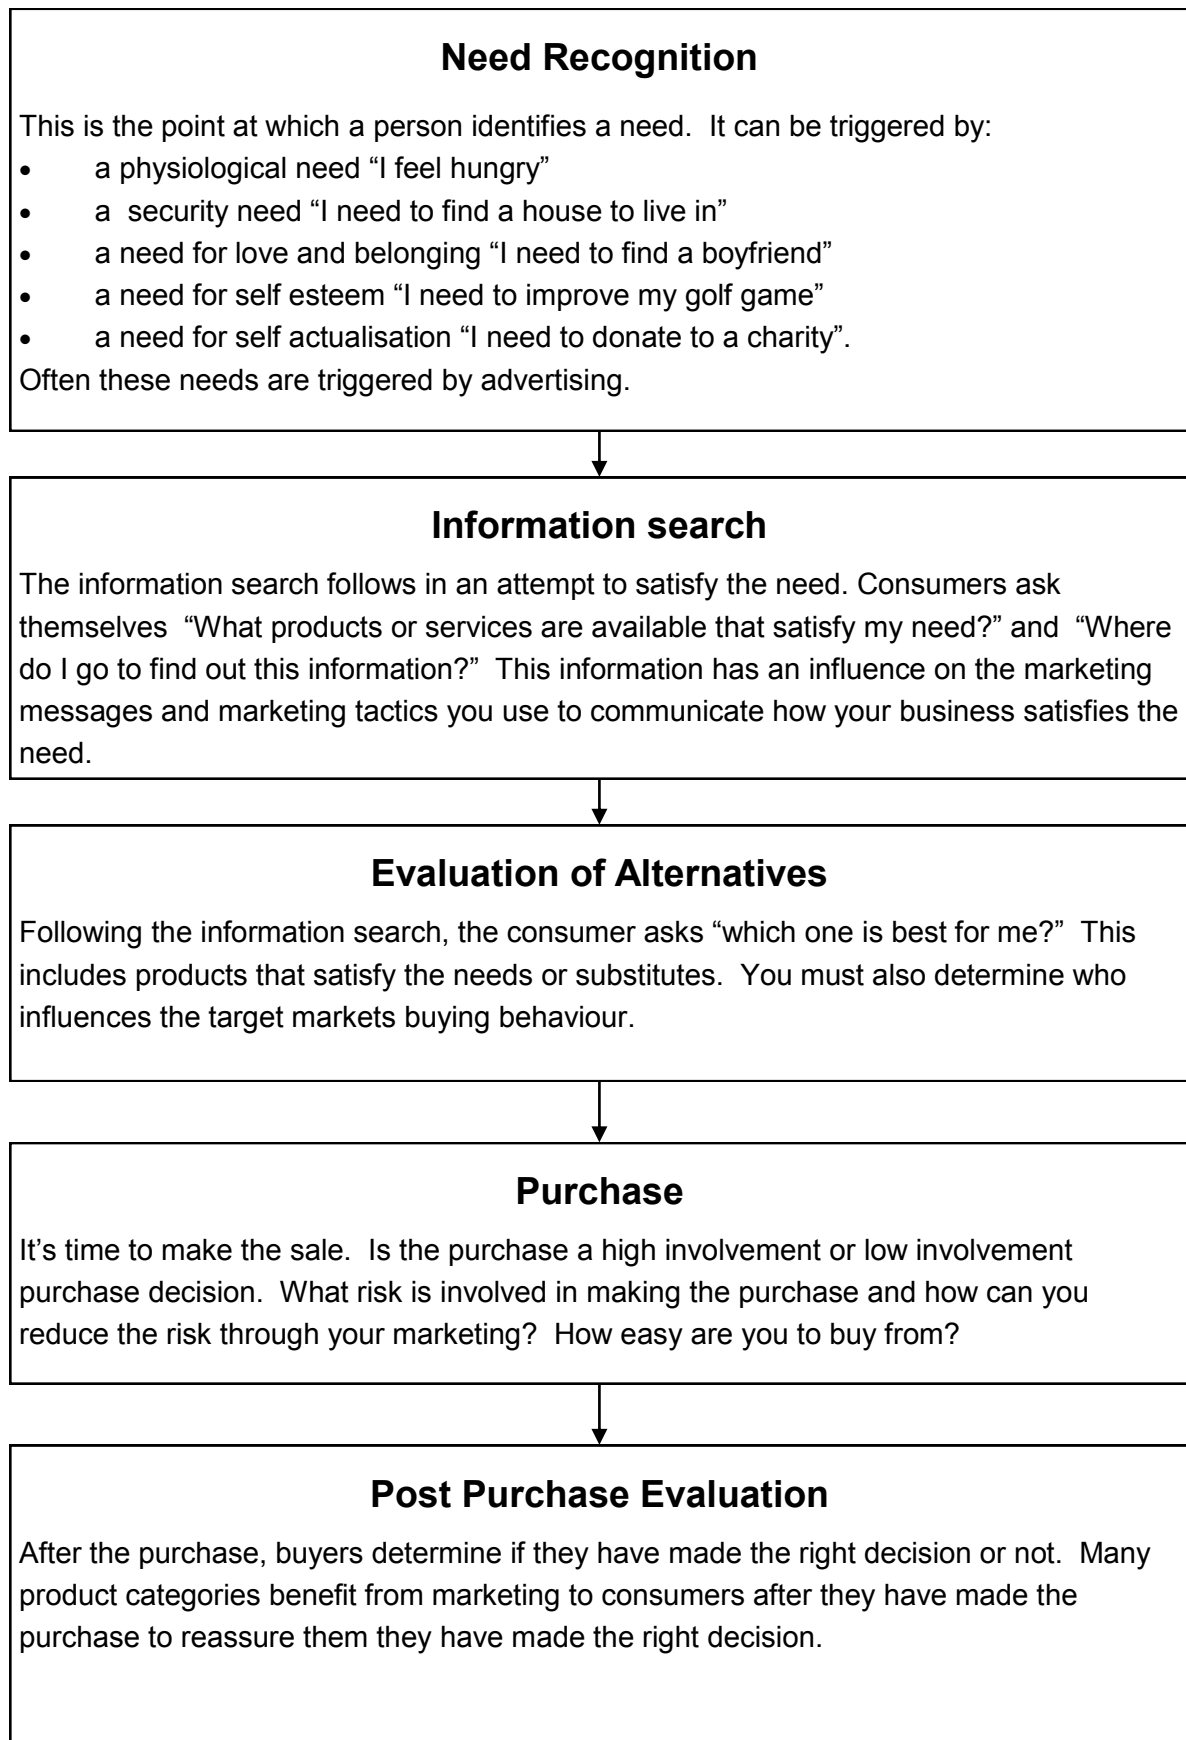 Need Recognition
This is the point at which a person identifies a need.  It can be triggered by:
•	a physiological need “I feel hungry”
•	a  security need “I need to find a house to live in”
•	a need for love and belonging “I need to find a boyfriend”
•	a need for self esteem “I need to improve my golf game”
•	a need for self actualisation “I need to donate to a charity”.
Often these needs are triggered by advertising.
Information search
The information search follows in an attempt to satisfy the need. Consumers ask
themselves  “What products or services are available that satisfy my need?” and  “Where
do I go to find out this information?”  This information has an influence on the marketing
messages and marketing tactics you use to communicate how your business satisfies the
need.
Evaluation of Alternatives
Following the information search, the consumer asks “which one is best for me?”  This
includes products that satisfy the needs or substitutes.  You must also determine who
influences the target markets buying behaviour.
Purchase
It’s time to make the sale.  Is the purchase a high involvement or low involvement
purchase decision.  What risk is involved in making the purchase and how can you
reduce the risk through your marketing?  How easy are you to buy from?
Post Purchase Evaluation
After the purchase, buyers determine if they have made the right decision or not.  Many
product categories benefit from marketing to consumers after they have made the
purchase to reassure them they have made the right decision.